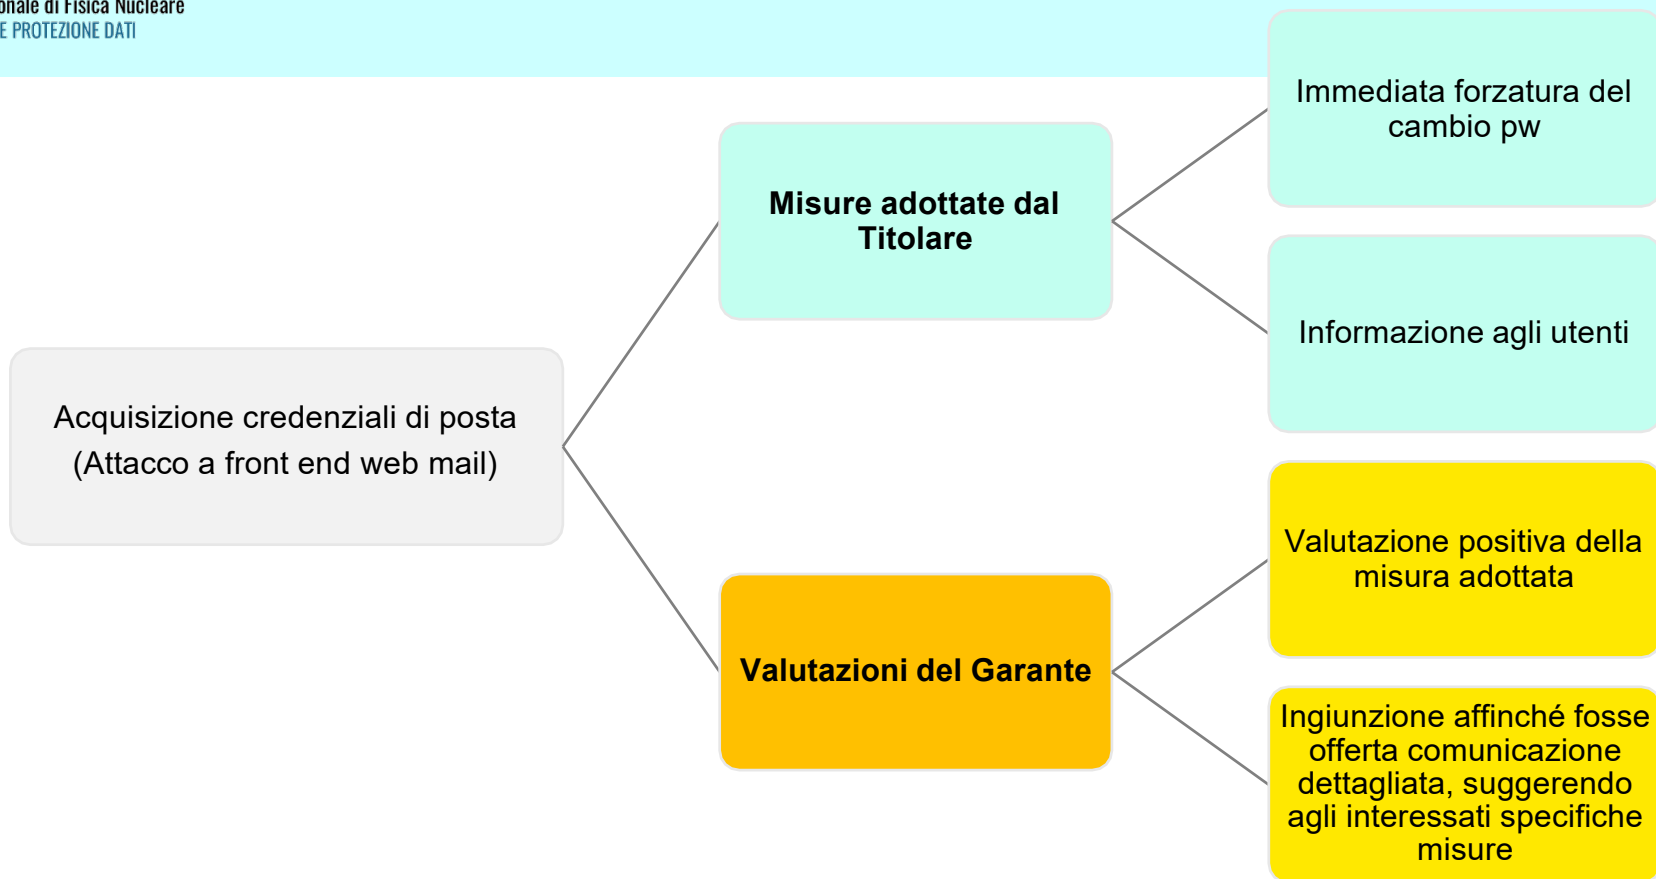 onale di Fisica Nucleare
E PROTEZIONE DATI
Immediata forzatura del
cambio pw
Misure adottate dal
Titolare
Informazione agli utenti
Acquisizione credenziali di posta
(Attacco a front end web mail)
Valutazione positiva della
misura adottata
Valutazioni del Garante
Ingiunzione affinché fosse
offerta comunicazione
dettagliata, suggerendo
agli interessati specifiche
misure